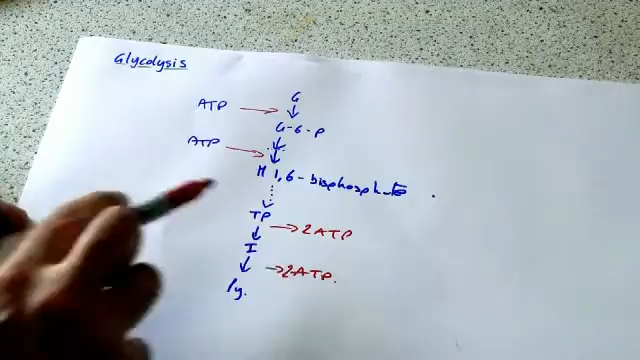 Glycolysis
G
ATP →
G-6-P
ATP →
H 1,6-bisphosphate
TP
→ 2ATP
I
→ 2ATP.
Py.